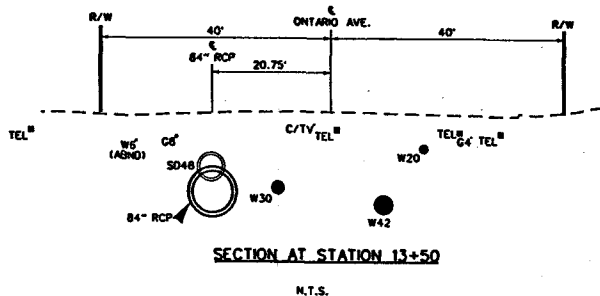 R/W
℄
ONTARIO AVE.
R/W
40'
40'
℄
84" RCP
20.75'
TEL
W6"
(ABND)
G8"
C/TV
TEL
TEL
G4"
TEL
SD48
W20
W30
84" RCP
W42
SECTION AT STATION 13+50
N.T.S.